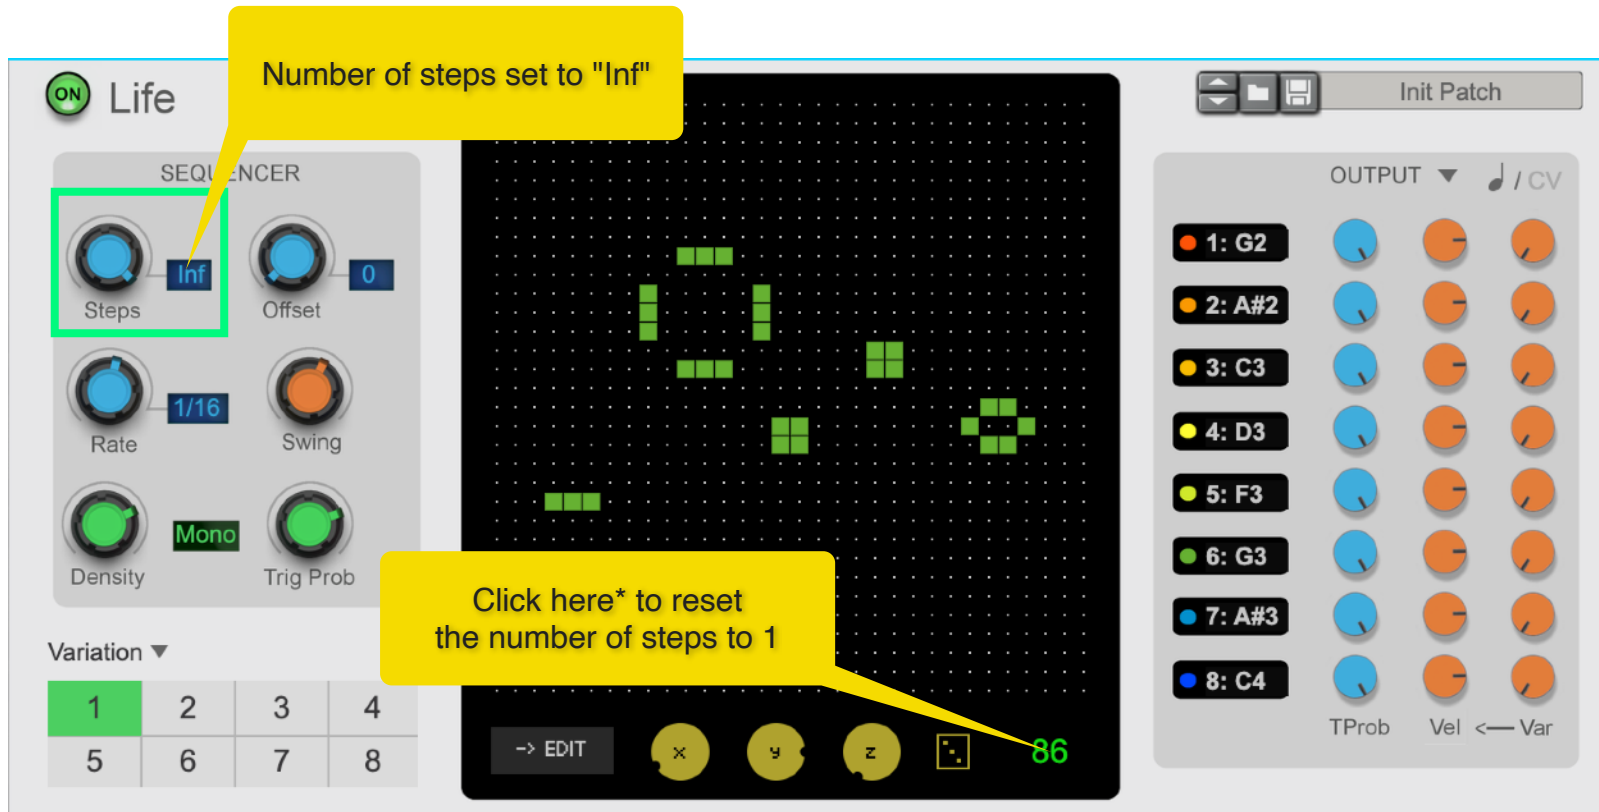 Number of steps set to "Inf"
ON
Life
Init Patch
SEQUENCER
Inf
0
Steps
Offset
1/16
Rate
Swing
Mono
Density
Trig Prob
Variation
1 2 3 4
5 6 7 8
Click here* to reset
the number of steps to 1
-> EDIT
x
y
z
86
OUTPUT
/ CV
1: G2
2: A#2
3: C3
4: D3
5: F3
6: G3
7: A#3
8: C4
TProb Vel <— Var